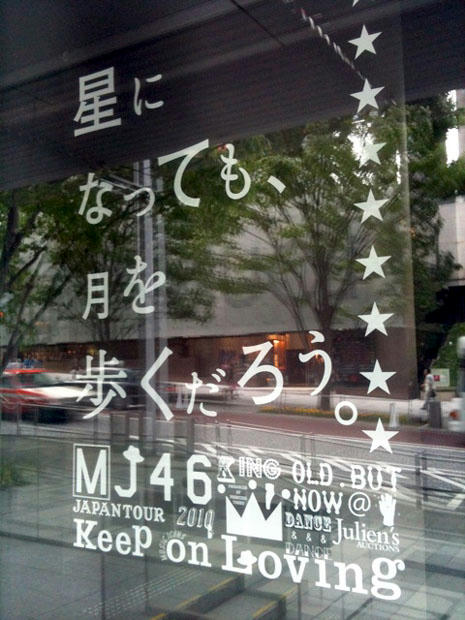 星に
なっても、
月を
歩くだろう。
MJ46
KING OLD.BUT
NOW@
JAPAN TOUR 2010
DANCE
&&&
DANCE
Julien's
AUCTIONS
Keep on Loving